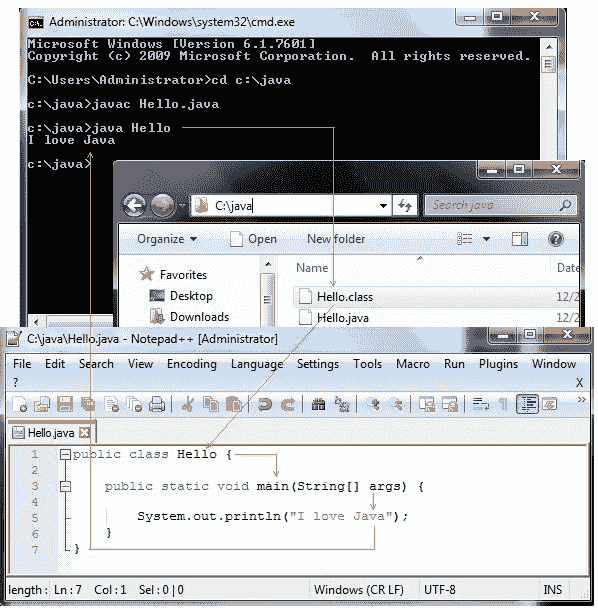 Administrator: C:\Windows\system32\cmd.exe
Microsoft Windows [Version 6.1.7601]
Copyright (c) 2009 Microsoft Corporation.  All rights reserved.
C:\Users\Administrator>cd c:\java
c:\java>javac Hello.java
c:\java>java Hello
I love Java
c:\java>
C:\java
Search java
Organize Open New folder
Name Date
Favorites
Desktop
Downloads
Hello.class 12/2
Hello.java 12/2
C:\java\Hello.java - Notepad++ [Administrator]
File Edit Search View Encoding Language Settings Tools Macro Run Plugins Window
? X
Hello.java
1 public class Hello {
2
3 public static void main(String[] args) {
4
5 System.out.println("I love Java");
6 }
7 }
length: Ln : 7 Col : 1 Sel : 0 | 0 Windows (CR LF) UTF-8 INS